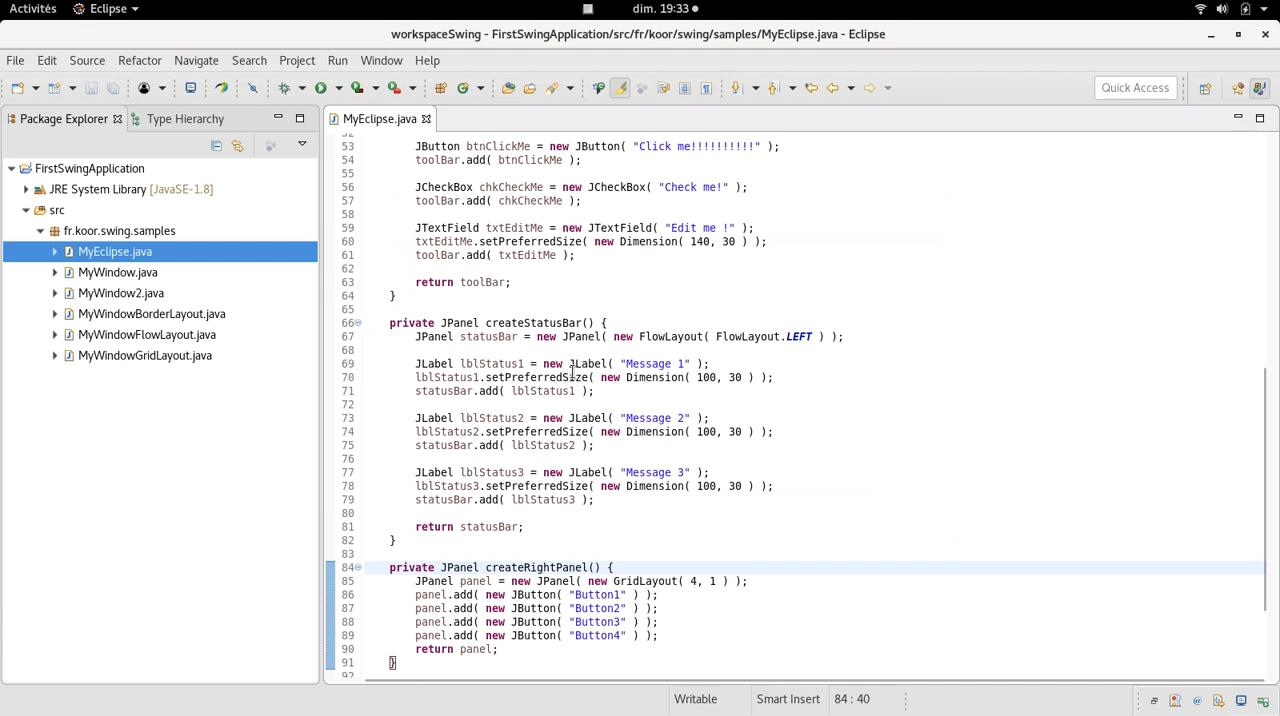 Activités Eclipse dim. 19:33
workspaceSwing - FirstSwingApplication/src/fr/koor/swing/samples/MyEclipse.java - Eclipse
File Edit Source Refactor Navigate Search Project Run Window Help
Quick Access
Package Explorer Type Hierarchy
FirstSwingApplication
JRE System Library [JavaSE-1.8]
src
fr.koor.swing.samples
MyEclipse.java
MyWindow.java
MyWindow2.java
MyWindowBorderLayout.java
MyWindowFlowLayout.java
MyWindowGridLayout.java
MyEclipse.java
52
53 JButton btnClickMe = new JButton( "Click me!!!!!!!!!!" );
54 toolBar.add( btnClickMe );
55
56 JCheckBox chkCheckMe = new JCheckBox( "Check me!" );
57 toolBar.add( chkCheckMe );
58
59 JTextField txtEditMe = new JTextField( "Edit me !" );
60 txtEditMe.setPreferredSize( new Dimension( 140, 30 ) );
61 toolBar.add( txtEditMe );
62
63 return toolBar;
64 }
65
66 private JPanel createStatusBar() {
67 JPanel statusBar = new JPanel( new FlowLayout( FlowLayout.LEFT ) );
68
69 JLabel lblStatus1 = new JLabel( "Message 1" );
70 lblStatus1.setPreferredSize( new Dimension( 100, 30 ) );
71 statusBar.add( lblStatus1 );
72
73 JLabel lblStatus2 = new JLabel( "Message 2" );
74 lblStatus2.setPreferredSize( new Dimension( 100, 30 ) );
75 statusBar.add( lblStatus2 );
76
77 JLabel lblStatus3 = new JLabel( "Message 3" );
78 lblStatus3.setPreferredSize( new Dimension( 100, 30 ) );
79 statusBar.add( lblStatus3 );
80
81 return statusBar;
82 }
83
84 private JPanel createRightPanel() {
85 JPanel panel = new JPanel( new GridLayout( 4, 1 ) );
86 panel.add( new JButton( "Button1" ) );
87 panel.add( new JButton( "Button2" ) );
88 panel.add( new JButton( "Button3" ) );
89 panel.add( new JButton( "Button4" ) );
90 return panel;
91 }
92
Writable Smart Insert 84 : 40